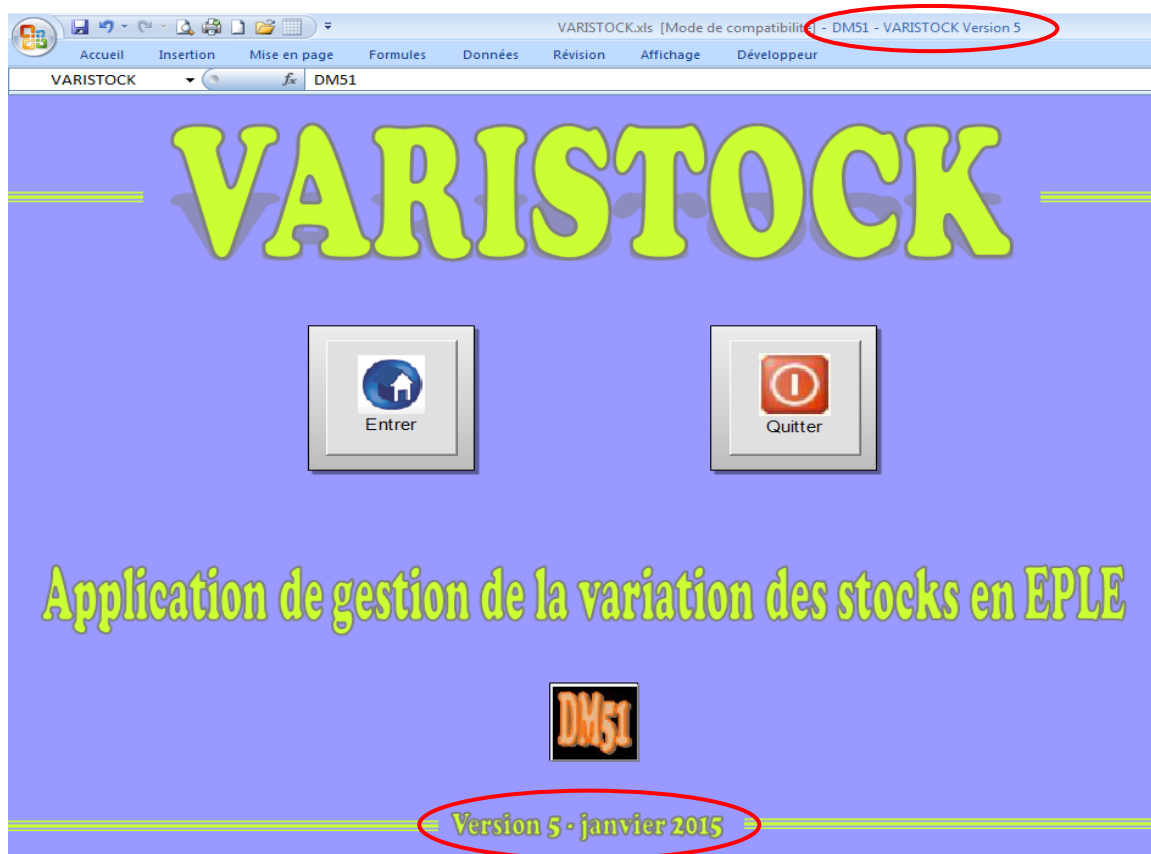 VARISTOCK.xls [Mode de compatibilité] - DM51 - VARISTOCK Version 5
Accueil Insertion Mise en page Formules Données Révision Affichage Développeur
VARISTOCK fx DM51
VARISTOCK
Entrer Quitter
Application de gestion de la variation des stocks en EPLE
DM51
Version 5 - janvier 2015